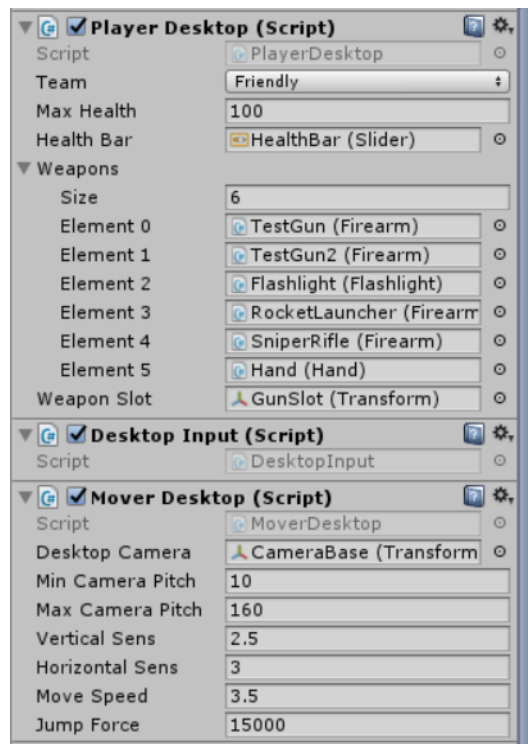 Player Desktop (Script)
Script PlayerDesktop
Team Friendly
Max Health 100
Health Bar HealthBar (Slider)
Weapons
Size 6
Element 0 TestGun (Firearm)
Element 1 TestGun2 (Firearm)
Element 2 Flashlight (Flashlight)
Element 3 RocketLauncher (Firearm
Element 4 SniperRifle (Firearm)
Element 5 Hand (Hand)
Weapon Slot GunSlot (Transform)
Desktop Input (Script)
Script DesktopInput
Mover Desktop (Script)
Script MoverDesktop
Desktop Camera CameraBase (Transform
Min Camera Pitch 10
Max Camera Pitch 160
Vertical Sens 2.5
Horizontal Sens 3
Move Speed 3.5
Jump Force 15000